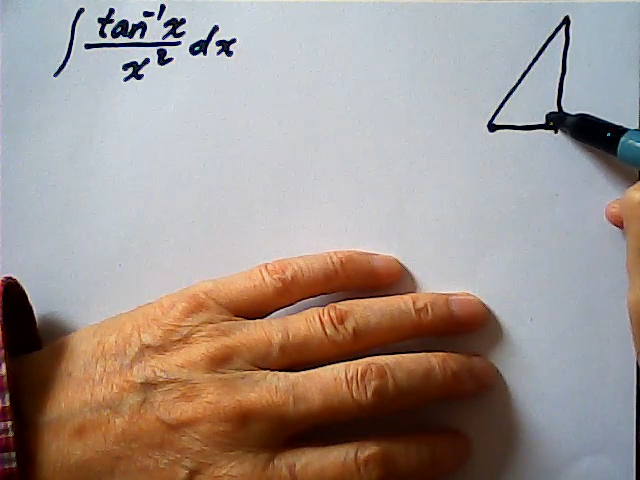 ∫ tan⁻¹x / x² dx